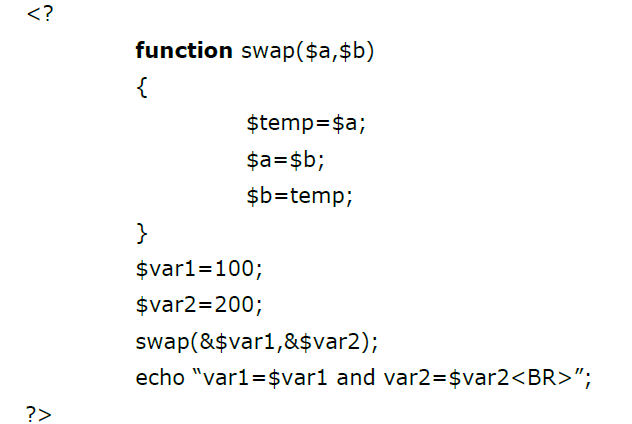 <?
function swap($a,$b)
{
$temp=$a;
$a=$b;
$b=temp;
}
$var1=100;
$var2=200;
swap(&$var1,&$var2);
echo “var1=$var1 and var2=$var2<BR>”;
?>